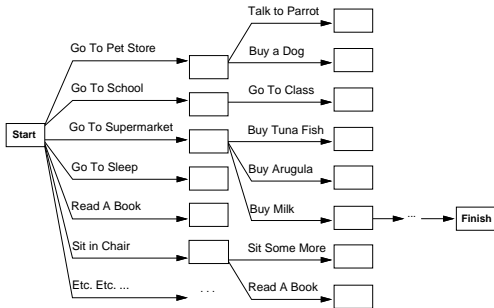 Talk to Parrot
Go To Pet Store
Buy a Dog
Go To School
Go To Class
Start
Go To Supermarket
Buy Tuna Fish
Go To Sleep
Buy Arugula
Read A Book
Buy Milk
...
Finish
Sit in Chair
Sit Some More
Etc. Etc. ...
. . .
Read A Book